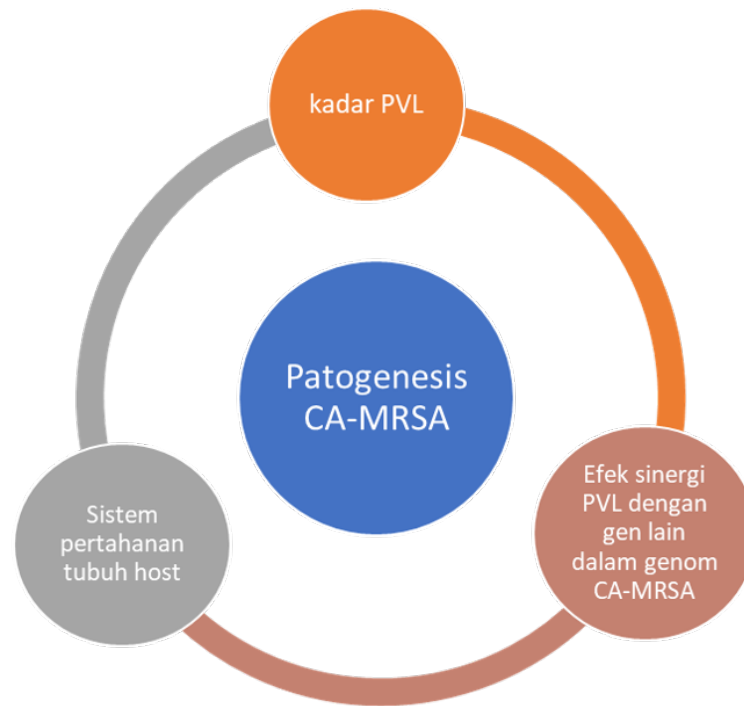 kadar PVL
Patogenesis
CA-MRSA
Sistem
pertahanan
tubuh host
Efek sinergi
PVL dengan
gen lain
dalam genom
CA-MRSA